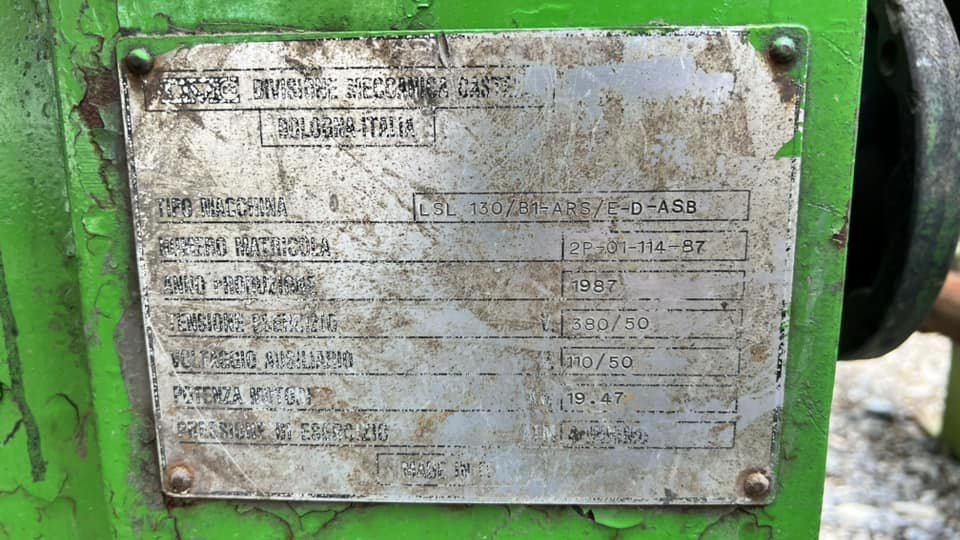 DIVISIONE MECCANICA
BOLOGNA-ITALIA
TIPO MACCHINA LSL 130/B1-ARS/E-D-ASB
NUMERO MATRICOLA 2P-01-114-87
ANNO PRODUZIONE 1987
TENSIONE ESERCIZIO V. 380/50
VOLTAGGIO AUSILIARIO 110/50
POTENZA MOTORI 19.47
PRESSIONE DI ESERCIZIO
MADE IN